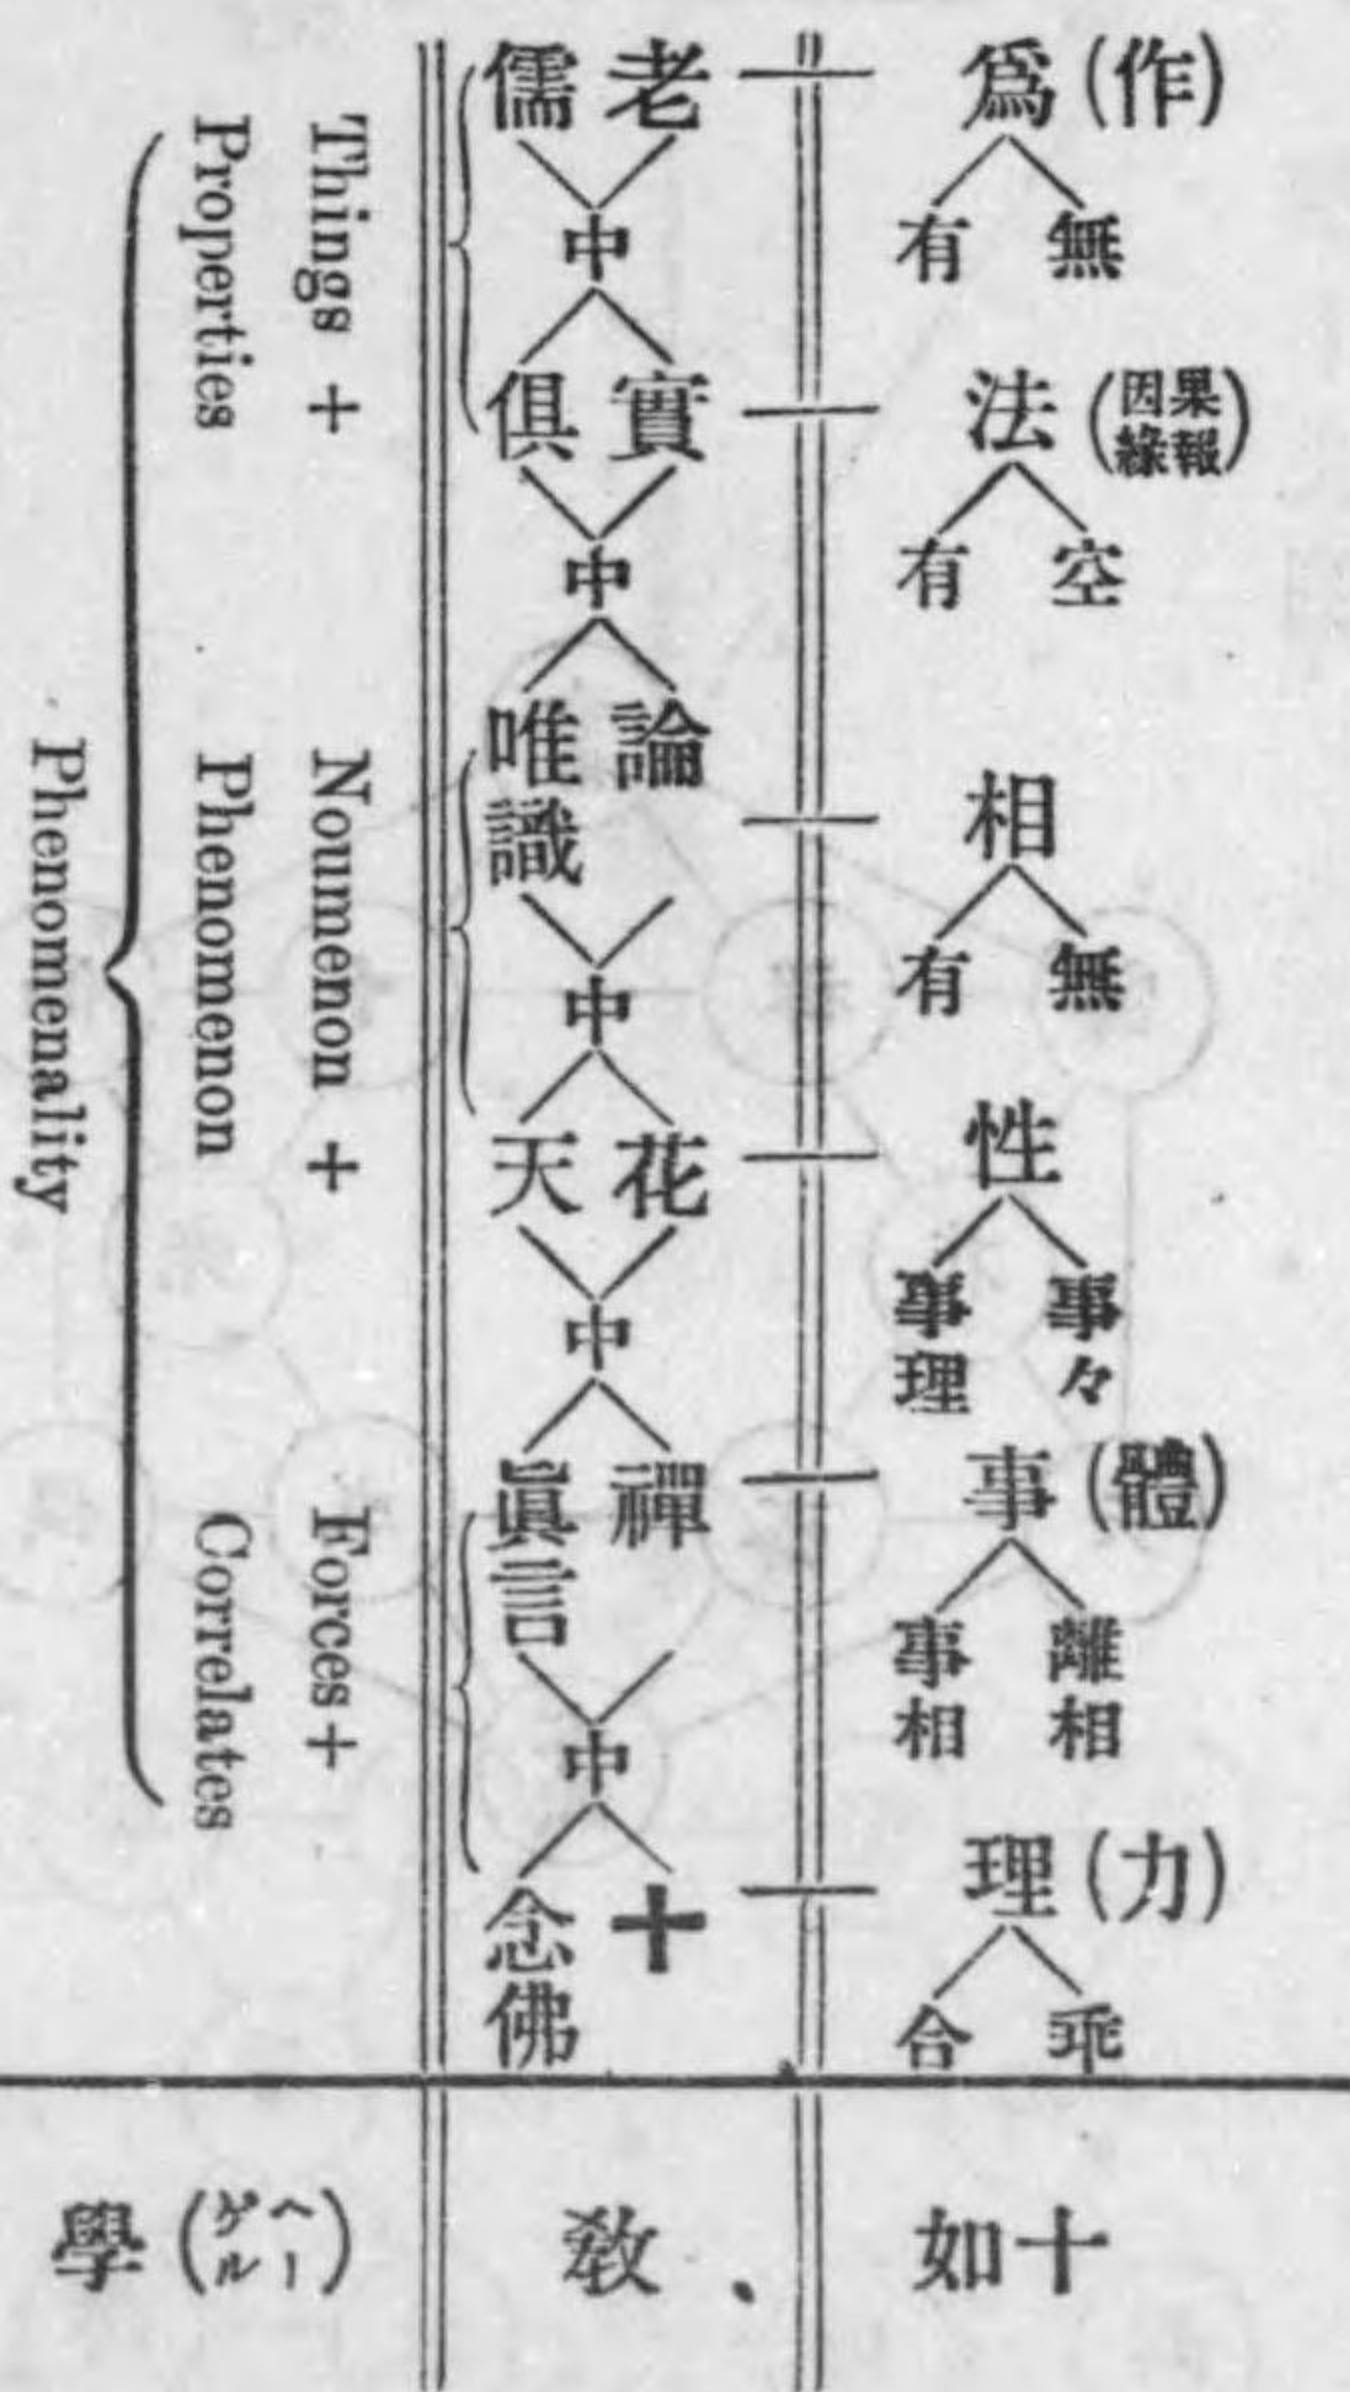 爲(作)
有 無
法(因果
緣報)
有 空
相
有 無
性
事理 事々
事(體)
事相 離相
理(力)
合 乖
如十
儒 老
中
俱 實
中
唯識 論
中
天 花
中
眞言 禪
中
念佛 十
教
Things +
Properties
Noumenon +
Phenomenon
Forces+
Correlates
Phenomenality
學(ヘーゲル)